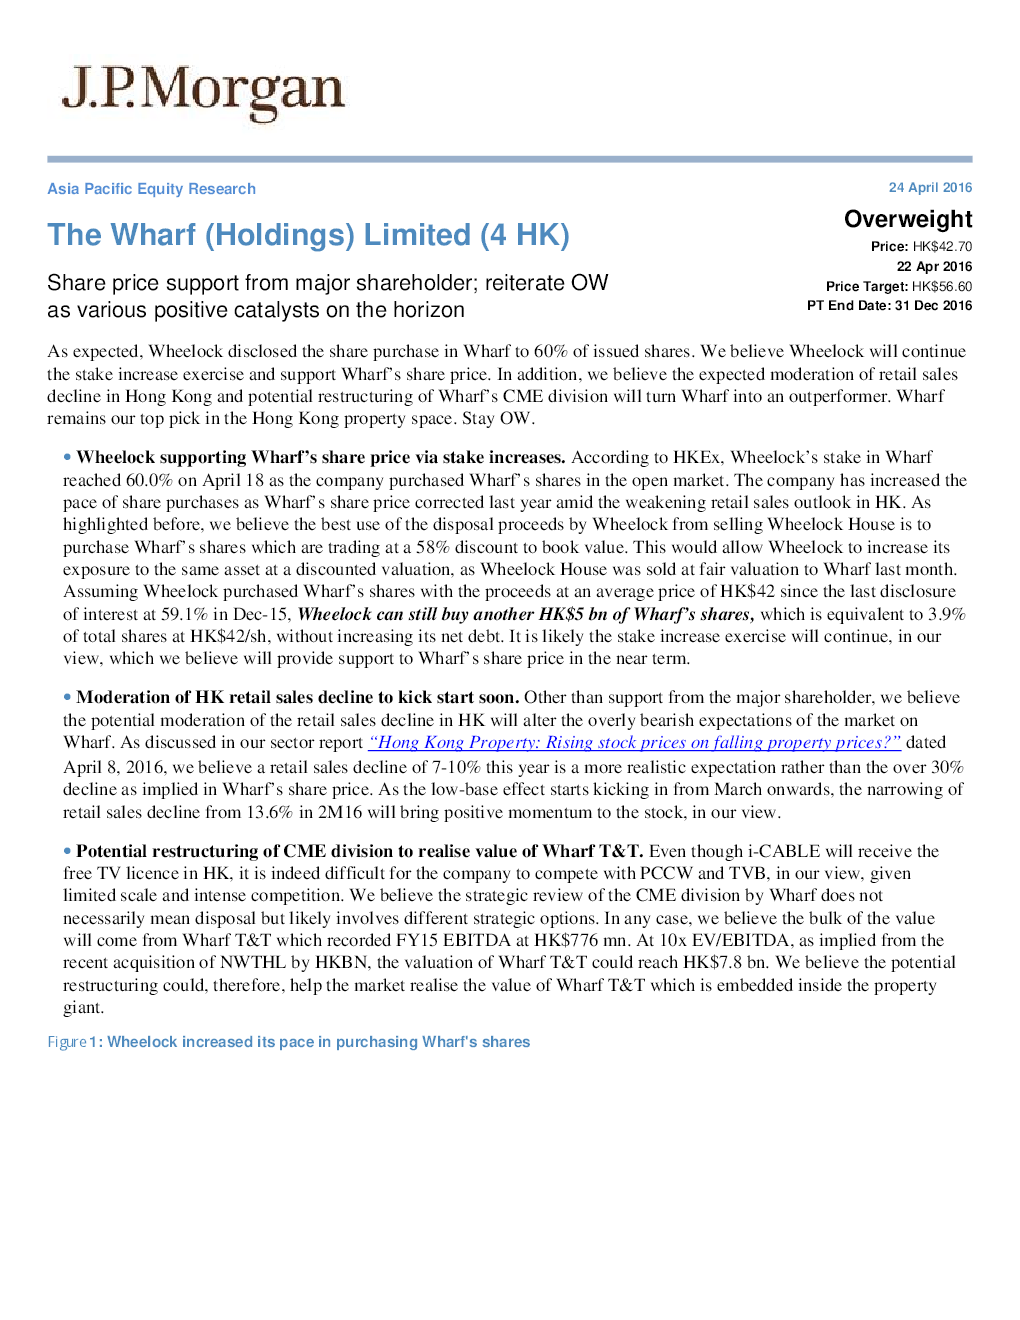 J.P.Morgan
Asia Pacific Equity Research
24 April 2016
The Wharf (Holdings) Limited (4 HK)
Overweight
Price: HK$42.70
22 Apr 2016
Price Target: HK$56.60
PT End Date: 31 Dec 2016
Share price support from major shareholder; reiterate OW
as various positive catalysts on the horizon
As expected, Wheelock disclosed the share purchase in Wharf to 60% of issued shares. We believe Wheelock will continue
the stake increase exercise and support Wharf's share price. In addition, we believe the expected moderation of retail sales
decline in Hong Kong and potential restructuring of Wharf's CME division will turn Wharf into an outperformer. Wharf
remains our top pick in the Hong Kong property space. Stay OW.
• Wheelock supporting Wharf's share price via stake increases. According to HKEx, Wheelock's stake in Wharf
reached 60.0% on April 18 as the company purchased Wharf's shares in the open market. The company has increased the
pace of share purchases as Wharf's share price corrected last year amid the weakening retail sales outlook in HK. As
highlighted before, we believe the best use of the disposal proceeds by Wheelock from selling Wheelock House is to
purchase Wharf's shares which are trading at a 58% discount to book value. This would allow Wheelock to increase its
exposure to the same asset at a discounted valuation, as Wheelock House was sold at fair valuation to Wharf last month.
Assuming Wheelock purchased Wharf's shares with the proceeds at an average price of HK$42 since the last disclosure
of interest at 59.1% in Dec-15, Wheelock can still buy another HK$5 bn of Wharf's shares, which is equivalent to 3.9%
of total shares at HK$42/sh, without increasing its net debt. It is likely the stake increase exercise will continue, in our
view, which we believe will provide support to Wharf's share price in the near term.
• Moderation of HK retail sales decline to kick start soon. Other than support from the major shareholder, we believe
the potential moderation of the retail sales decline in HK will alter the overly bearish expectations of the market on
Wharf. As discussed in our sector report “Hong Kong Property: Rising stock prices on falling property prices?” dated
April 8, 2016, we believe a retail sales decline of 7-10% this year is a more realistic expectation rather than the over 30%
decline as implied in Wharf's share price. As the low-base effect starts kicking in from March onwards, the narrowing of
retail sales decline from 13.6% in 2M16 will bring positive momentum to the stock, in our view.
• Potential restructuring of CME division to realise value of Wharf T&T. Even though i-CABLE will receive the
free TV licence in HK, it is indeed difficult for the company to compete with PCCW and TVB, in our view, given
limited scale and intense competition. We believe the strategic review of the CME division by Wharf does not
necessarily mean disposal but likely involves different strategic options. In any case, we believe the bulk of the value
will come from Wharf T&T which recorded FY15 EBITDA at HK$776 mn. At 10x EV/EBITDA, as implied from the
recent acquisition of NWTHL by HKBN, the valuation of Wharf T&T could reach HK$7.8 bn. We believe the potential
restructuring could, therefore, help the market realise the value of Wharf T&T which is embedded inside the property
giant.
Figure 1: Wheelock increased its pace in purchasing Wharf's shares